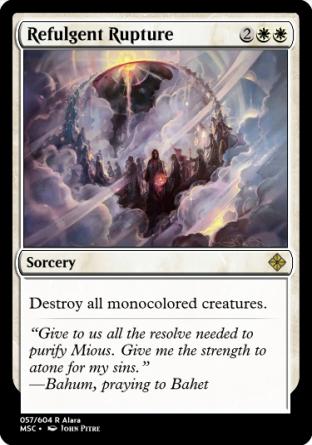 Refulgent Rupture 2
Sorcery
Destroy all monocolored creatures.
“Give to us all the resolve needed to
purify Mious. Give me the strength to
atone for my sins.”
—Bahum, praying to Bahet
057/604 R Alara
MSC • JOHN PITRE